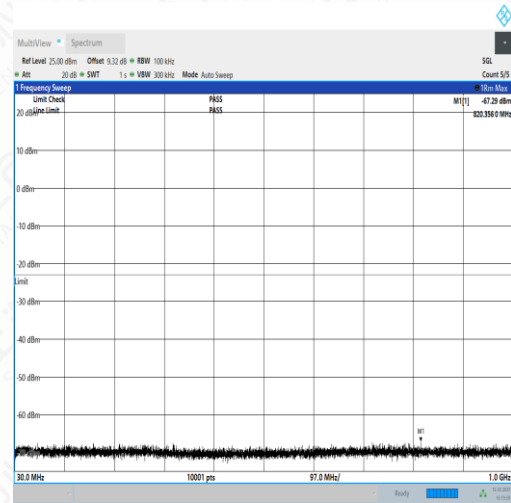 MultiView Spectrum
Ref Level 25.00 dBm Offset 9.32 dB RBW 100 kHz SGL
Att 20 dB SWT 1 s VBW 300 kHz Mode Auto Sweep Count 5/5
1 Frequency Sweep 1Rm Max
Limit Check PASS M1[1] -67.29 dBm
Line Limit PASS 820.356 0 MHz
20 dBm
10 dBm
0 dBm
-10 dBm
-20 dBm
Limit
-30 dBm
-40 dBm
-50 dBm
-60 dBm
M1
30.0 MHz 10001 pts 97.0 MHz/ 1.0 GHz
Ready